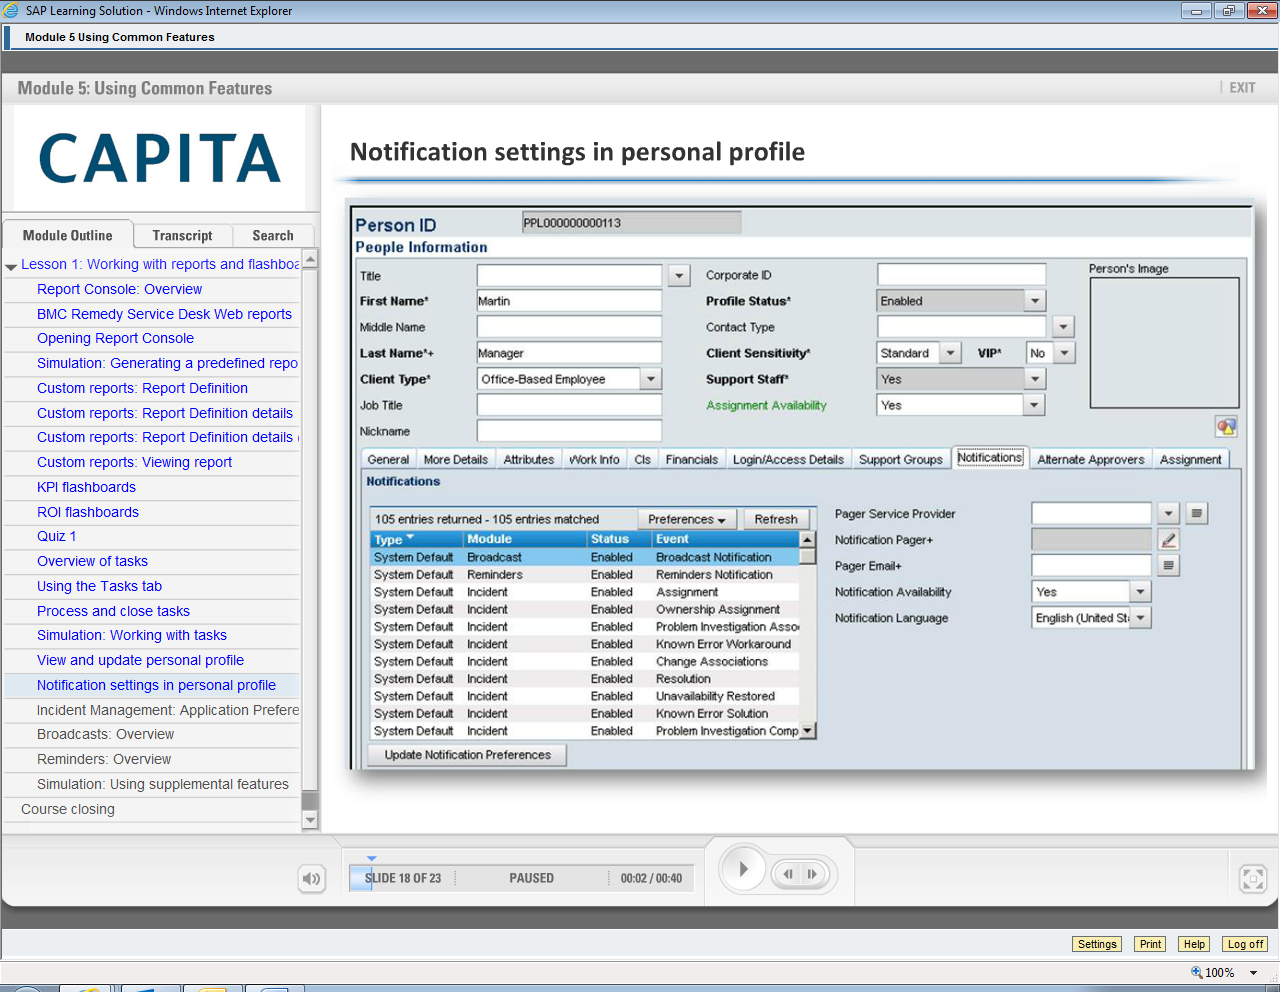 SAP Learning Solution - Windows Internet Explorer
Module 5 Using Common Features
Module 5: Using Common Features
EXIT
CAPITA
Module Outline
Transcript
Search
Lesson 1: Working with reports and flashboa
Report Console: Overview
BMC Remedy Service Desk Web reports
Opening Report Console
Simulation: Generating a predefined repo
Custom reports: Report Definition
Custom reports: Report Definition details
Custom reports: Report Definition details (
Custom reports: Viewing report
KPI flashboards
ROI flashboards
Quiz 1
Overview of tasks
Using the Tasks tab
Process and close tasks
Simulation: Working with tasks
View and update personal profile
Notification settings in personal profile
Incident Management: Application Prefere
Broadcasts: Overview
Reminders: Overview
Simulation: Using supplemental features
Course closing
Notification settings in personal profile
Person ID PPL000000000113
People Information
Title Corporate ID Person's Image
First Name* Martin Profile Status* Enabled
Middle Name Contact Type
Last Name*+ Manager Client Sensitivity* Standard VIP* No
Client Type* Office-Based Employee Support Staff* Yes
Job Title Assignment Availability Yes
Nickname
General More Details Attributes Work Info CIs Financials Login/Access Details Support Groups Notifications Alternate Approvers Assignment
Notifications
105 entries returned - 105 entries matched Preferences Refresh
Type Module Status Event
System Default Broadcast Enabled Broadcast Notification
System Default Reminders Enabled Reminders Notification
System Default Incident Enabled Assignment
System Default Incident Enabled Ownership Assignment
System Default Incident Enabled Problem Investigation Asso
System Default Incident Enabled Known Error Workaround
System Default Incident Enabled Change Associations
System Default Incident Enabled Resolution
System Default Incident Enabled Unavailability Restored
System Default Incident Enabled Known Error Solution
System Default Incident Enabled Problem Investigation Comp
Update Notification Preferences
Pager Service Provider
Notification Pager+
Pager Email+
Notification Availability Yes
Notification Language English (United Sta
SLIDE 18 OF 23 PAUSED 00:02 / 00:40
Settings Print Help Log off
100%